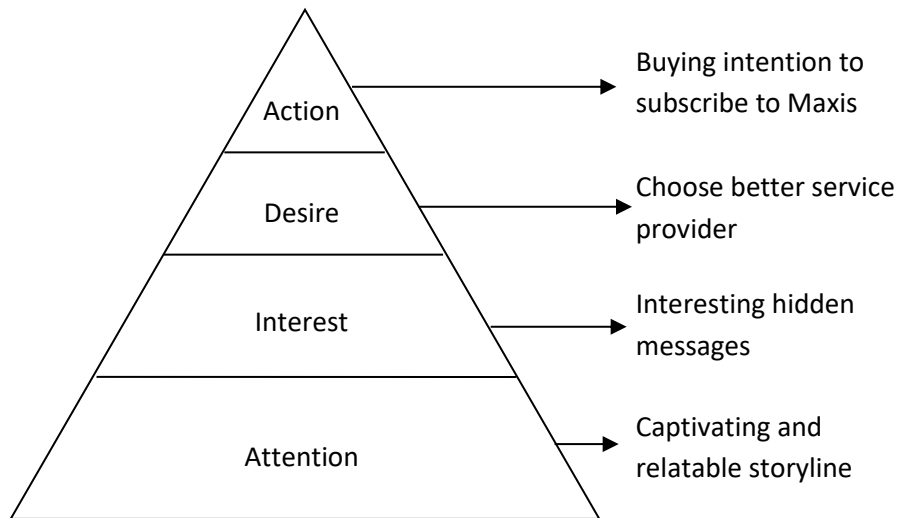 Buying intention to
subscribe to Maxis
Action
Choose better service
provider
Desire
Interesting hidden
messages
Interest
Captivating and
relatable storyline
Attention